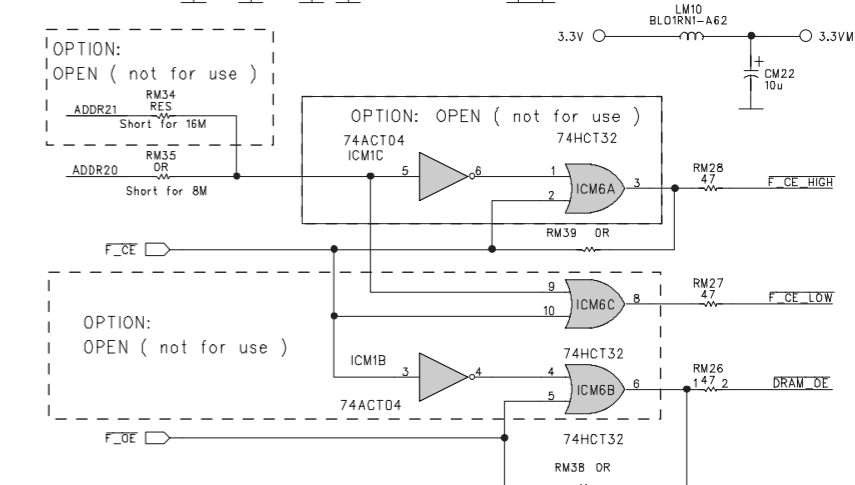 LM10
BL01RN1-A62
3.3V
3.3VM
+
CM22
10u
OPTION:
OPEN ( not for use )
RM34
RES
ADDR21
Short for 16M
RM35
0R
ADDR20
Short for 8M
OPTION: OPEN ( not for use )
74ACT04
ICM1C
74HCT32
5
6
1
2
ICM6A
3
RM28
47
F_CE_HIGH
RM39 0R
F_CE
OPTION:
OPEN ( not for use )
9
10
ICM6C
8
RM27
47
F_CE_LOW
74HCT32
ICM1B
3
4
74ACT04
4
5
ICM6B
6
RM26
1 47 2
DRAM_OE
F_OE
74HCT32
RM38 0R